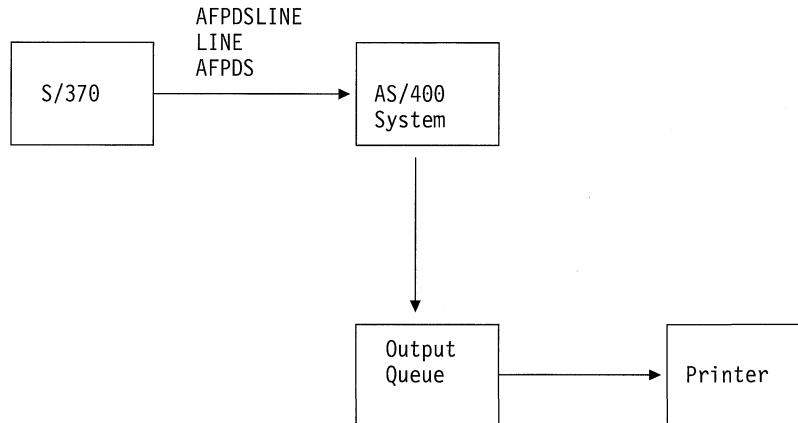 AFPDSLINE
LINE
AFPDS
S/370
AS/400
System
Output
Queue
Printer